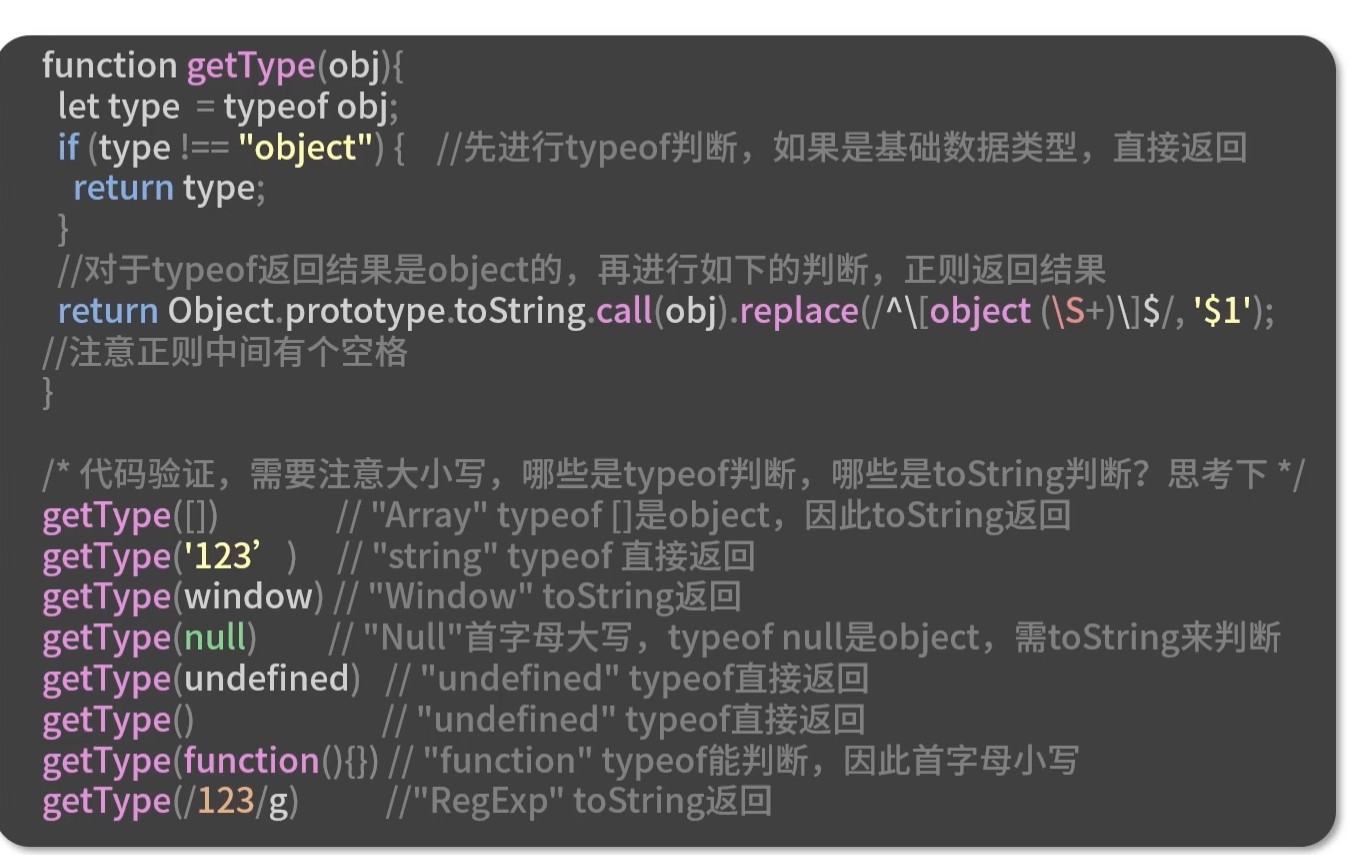 function getType(obj){
let type  = typeof obj;
if (type !== "object") {    //先进行typeof判断，如果是基础数据类型，直接返回
return type;
}
//对于typeof返回结果是object的，再进行如下的判断，正则返回结果
return Object.prototype.toString.call(obj).replace(/^\[object (\S+)\]$/, '$1');
//注意正则中间有个空格
}
/* 代码验证，需要注意大小写，哪些是typeof判断，哪些是toString判断？思考下 */
getType([])             // "Array" typeof []是object，因此toString返回
getType('123’  )     // "string" typeof 直接返回
getType(window) // "Window" toString返回
getType(null)        // "Null"首字母大写，typeof null是object，需toString来判断
getType(undefined)   // "undefined" typeof直接返回
getType()                    // "undefined" typeof直接返回
getType(function(){}) // "function" typeof能判断，因此首字母小写
getType(/123/g)         //"RegExp" toString返回